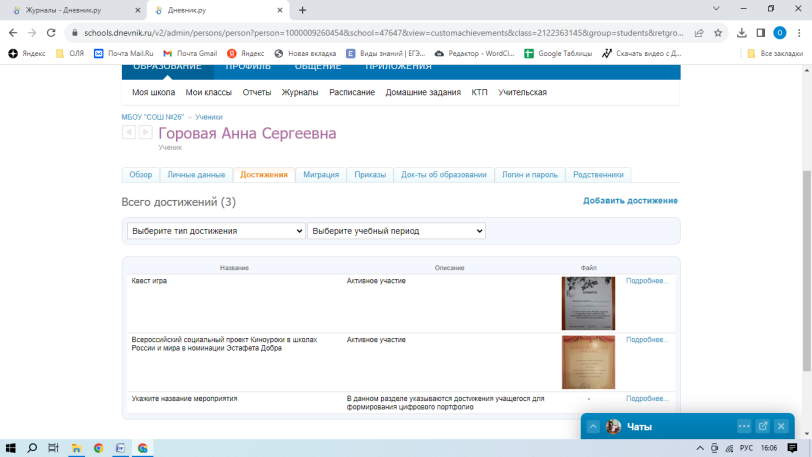 Журналы - Дневник.ру
Дневник.ру
schools.dnevnik.ru/v2/admin/persons/person?person=1000009260454&school=47647&view=customachievements&class=2122363145&group=students&retgro...
О
Яндекс
ОЛЯ
Почта Mail.Ru
Почта Gmail
Яндекс
Новая вкладка
Виды знаний | ЕГЭ...
Редактор - WordCl...
Google Таблицы
Скачать видео с Д...
Все закладки
ОБРАЗОВАНИЕ ПРОФИЛЬ ОБЩЕНИЕ ПРИЛОЖЕНИЯ
Моя школа Мои классы Отчеты Журналы Расписание Домашние задания КТП Учительская
МБОУ "СОШ №26" » Ученики
Горовая Анна Сергеевна
Ученик
Обзор Личные данные Достижения Миграция Приказы Док-ты об образовании Логин и пароль Родственники
Всего достижений (3)
Добавить достижение
Выберите тип достижения
Выберите учебный период
Название Описание Файл
Квест игра Активное участие Подробнее...
Всероссийский социальный проект Киноуроки в школах Активное участие Подробнее...
России и мира в номинации Эстафета Добра
Укажите название мероприятия В данном разделе указываются достижения учащегося для - Подробнее...
формирования цифрового портфолио
Чаты
РУС 16:06